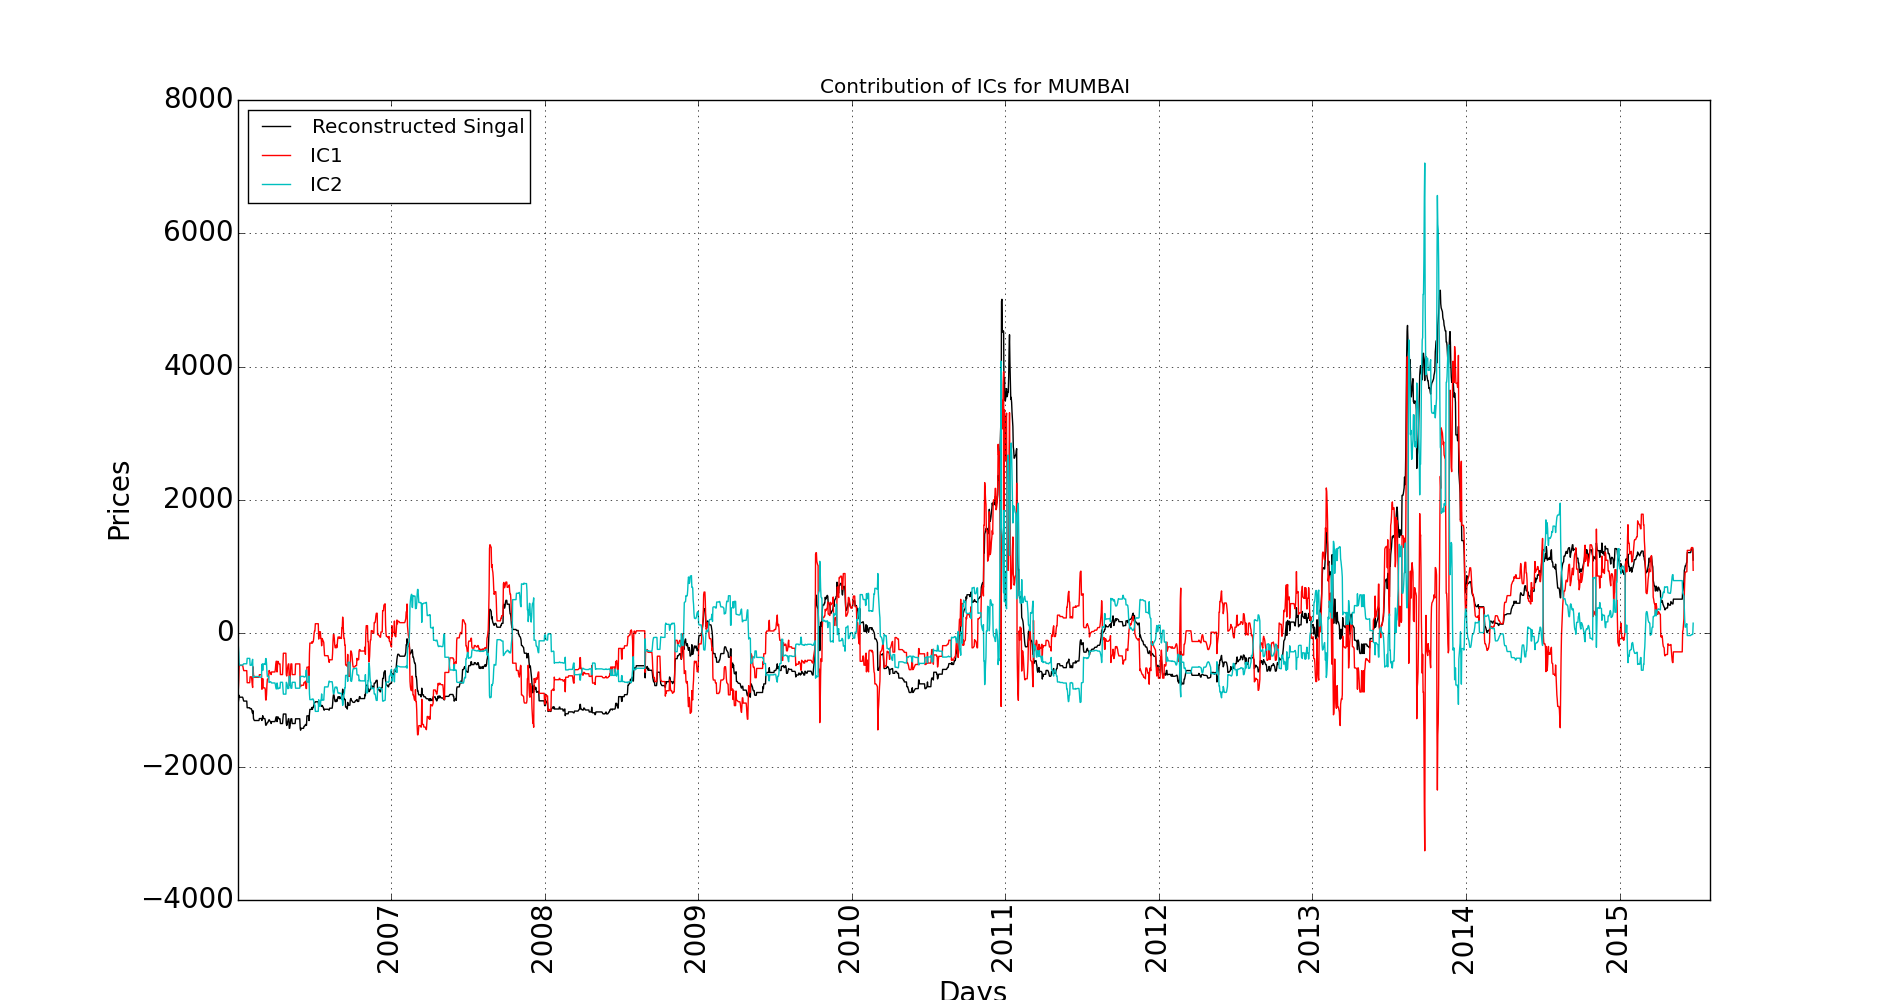 Contribution of ICs for MUMBAI
8000
6000
4000
2000
0
−2000
−4000
Prices
Reconstructed Singal
IC1
IC2
2007
2008
2009
2010
2011
2012
2013
2014
2015
Days